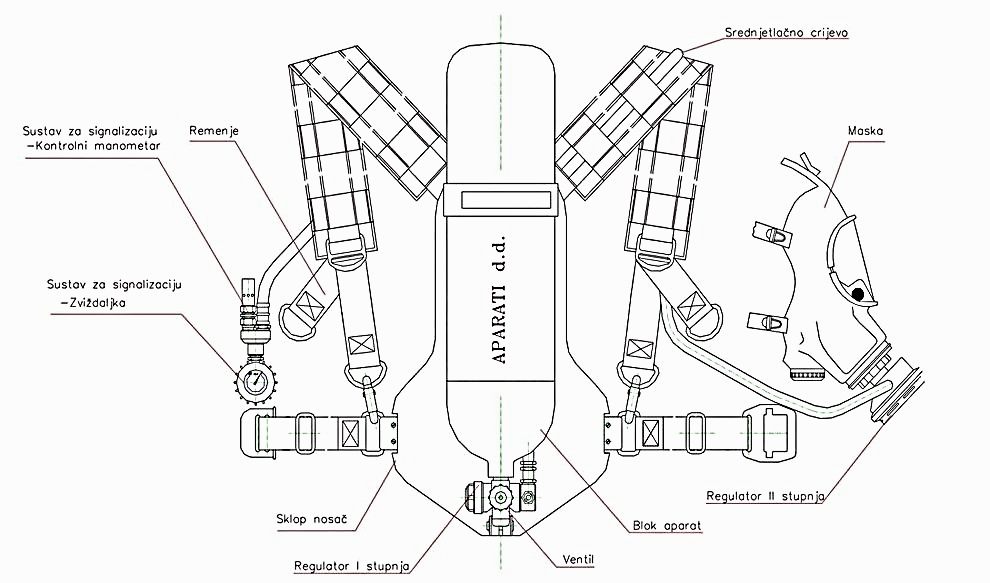 Srednjetlačno crijevo
Sustav za signalizaciju
-Kontrolni manometar
Remenje
Maska
Sustav za signalizaciju
-Zviždaljka
APARATI d.d.
Regulator II stupnja
Sklop nosač
Blok aparat
Ventil
Regulator I stupnja